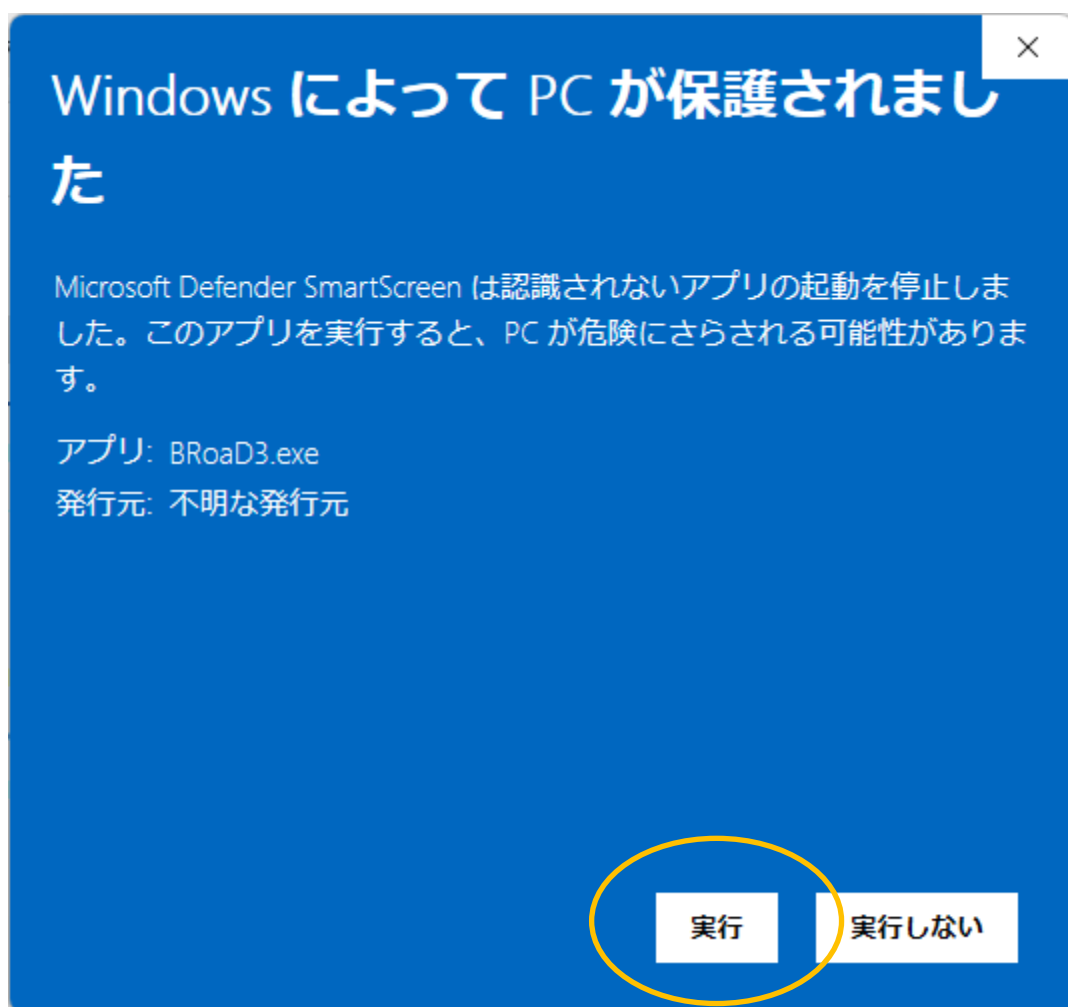 Windows によって PC が保護されまし
た
Microsoft Defender SmartScreen は認識されないアプリの起動を停止しま
した。このアプリを実行すると、PC が危険にさらされる可能性がありま
す。
アプリ: BRoaD3.exe
発行元: 不明な発行元
実行 実行しない